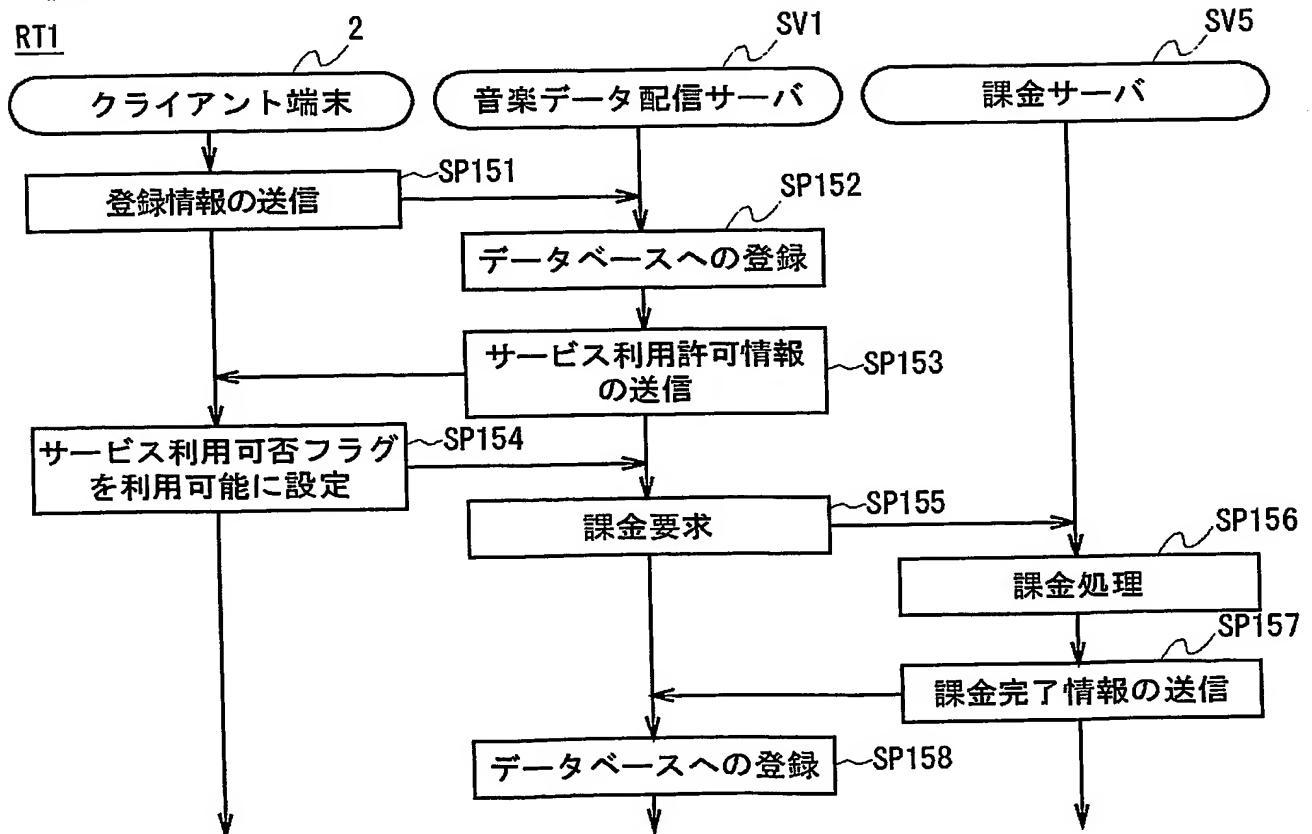 RT1
2
SV1
SV5
クライアント端末
音楽データ配信サーバ
課金サーバ
SP151
登録情報の送信
SP152
データベースへの登録
サービス利用許可情報
の送信
SP153
サービス利用可否フラグ
を利用可能に設定
SP154
課金要求
SP155
SP156
課金処理
SP157
課金完了情報の送信
データベースへの登録
SP158